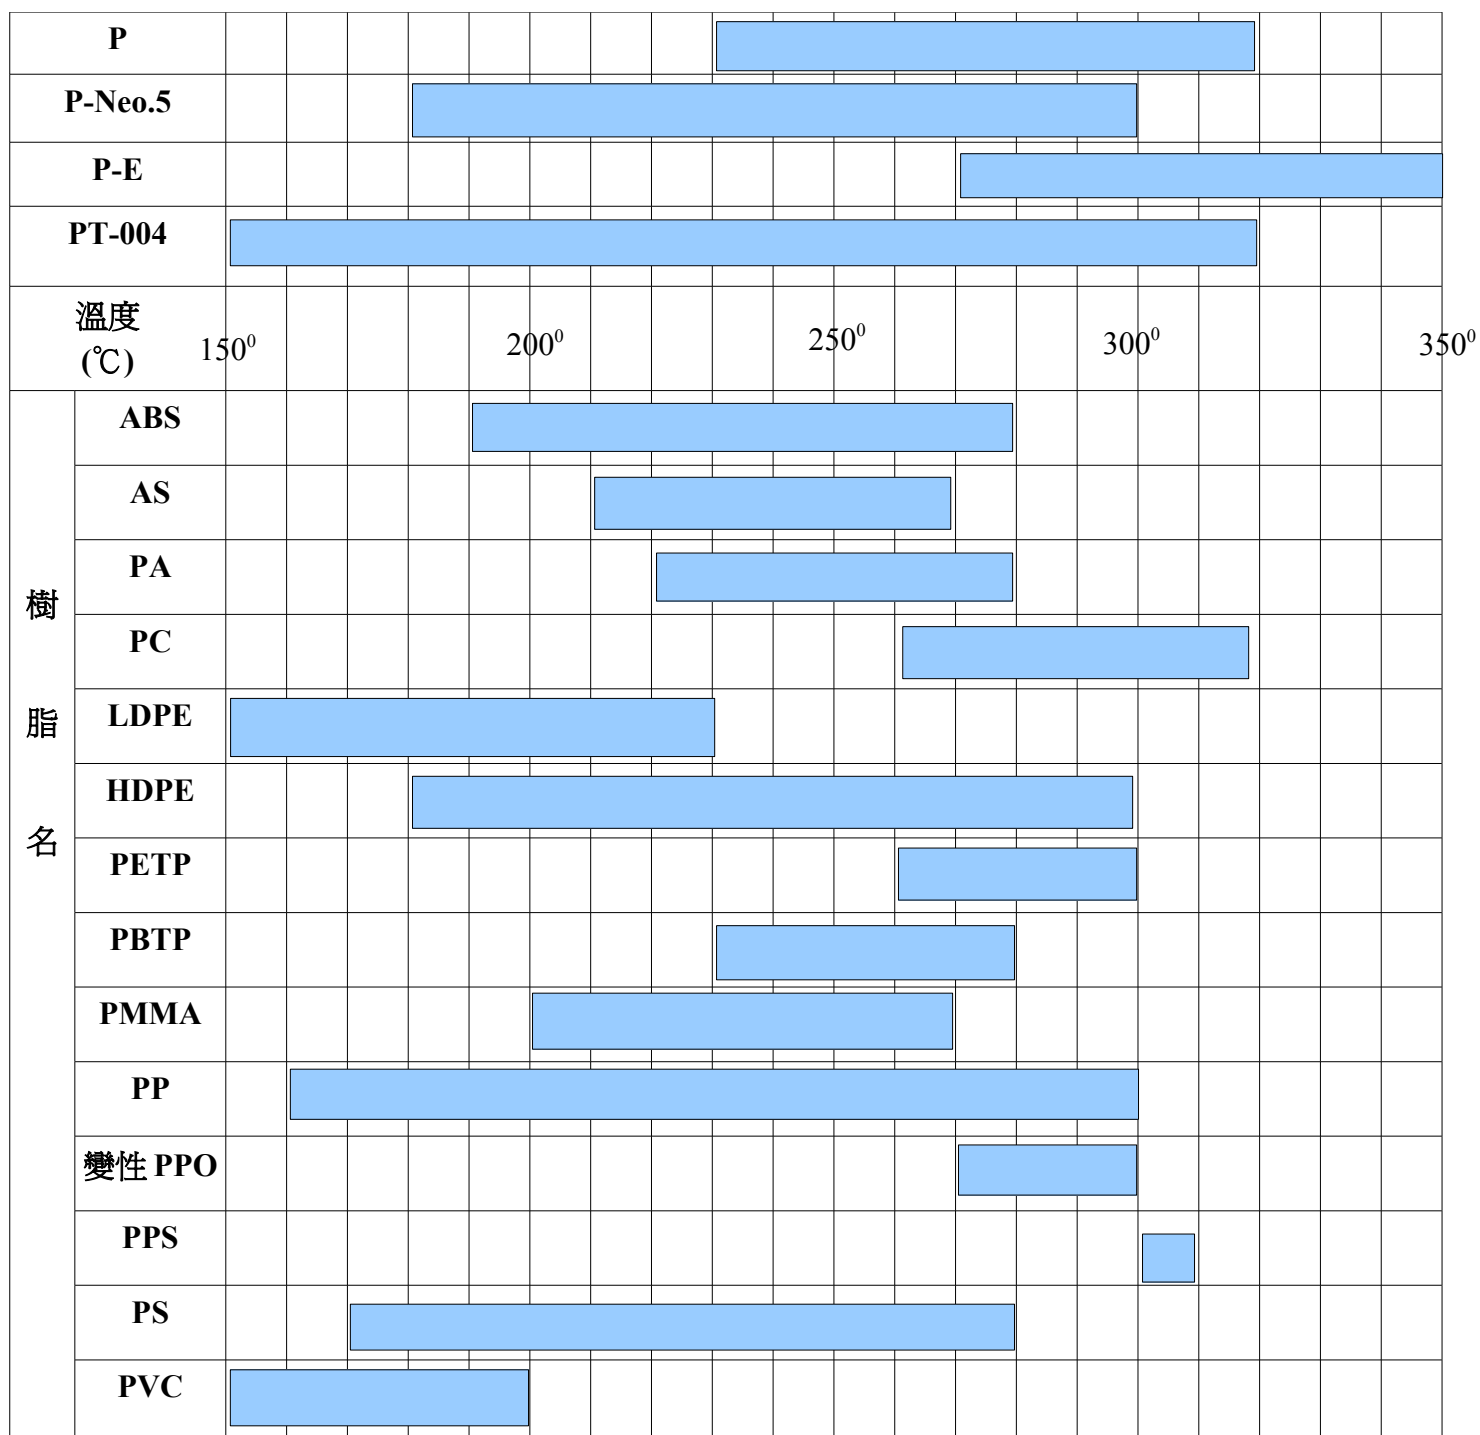 P
P-Neo.5
P-E
PT-004
溫度
(℃)
150⁰ 200⁰ 250⁰ 300⁰ 350⁰
樹
脂
名
ABS
AS
PA
PC
LDPE
HDPE
PETP
PBTP
PMMA
PP
變性 PPO
PPS
PS
PVC